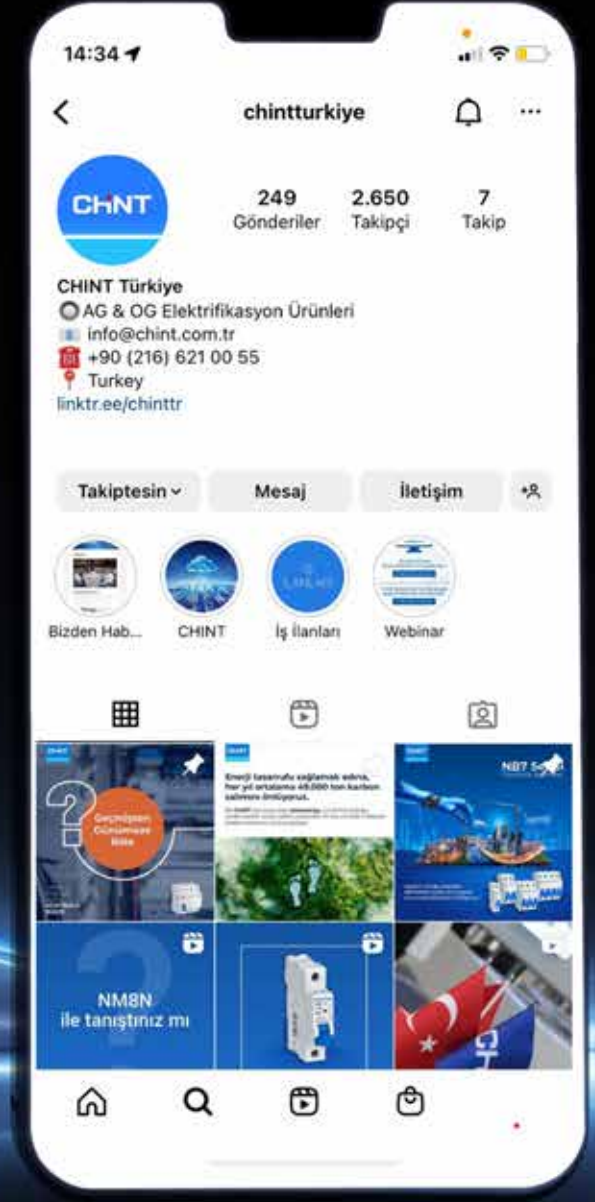 14:34
chintturkiye
CHINT
249 2.650 7
Gönderiler Takipçi Takip
CHINT Türkiye
AG & OG Elektrifikasyon Ürünleri
info@chint.com.tr
+90 (216) 621 00 55
Turkey
linktr.ee/chinttr
Takiptesin Mesaj İletişim
Bizden Hab... CHINT İş İlanları Webinar
Geçmişten
Günümüze
Enerji tasarrufu sağlamak adına,
her yıl ortalama 49.000 ton karbon
salınımı önlüyoruz.
NB7
NM8N
ile tanıştınız mı